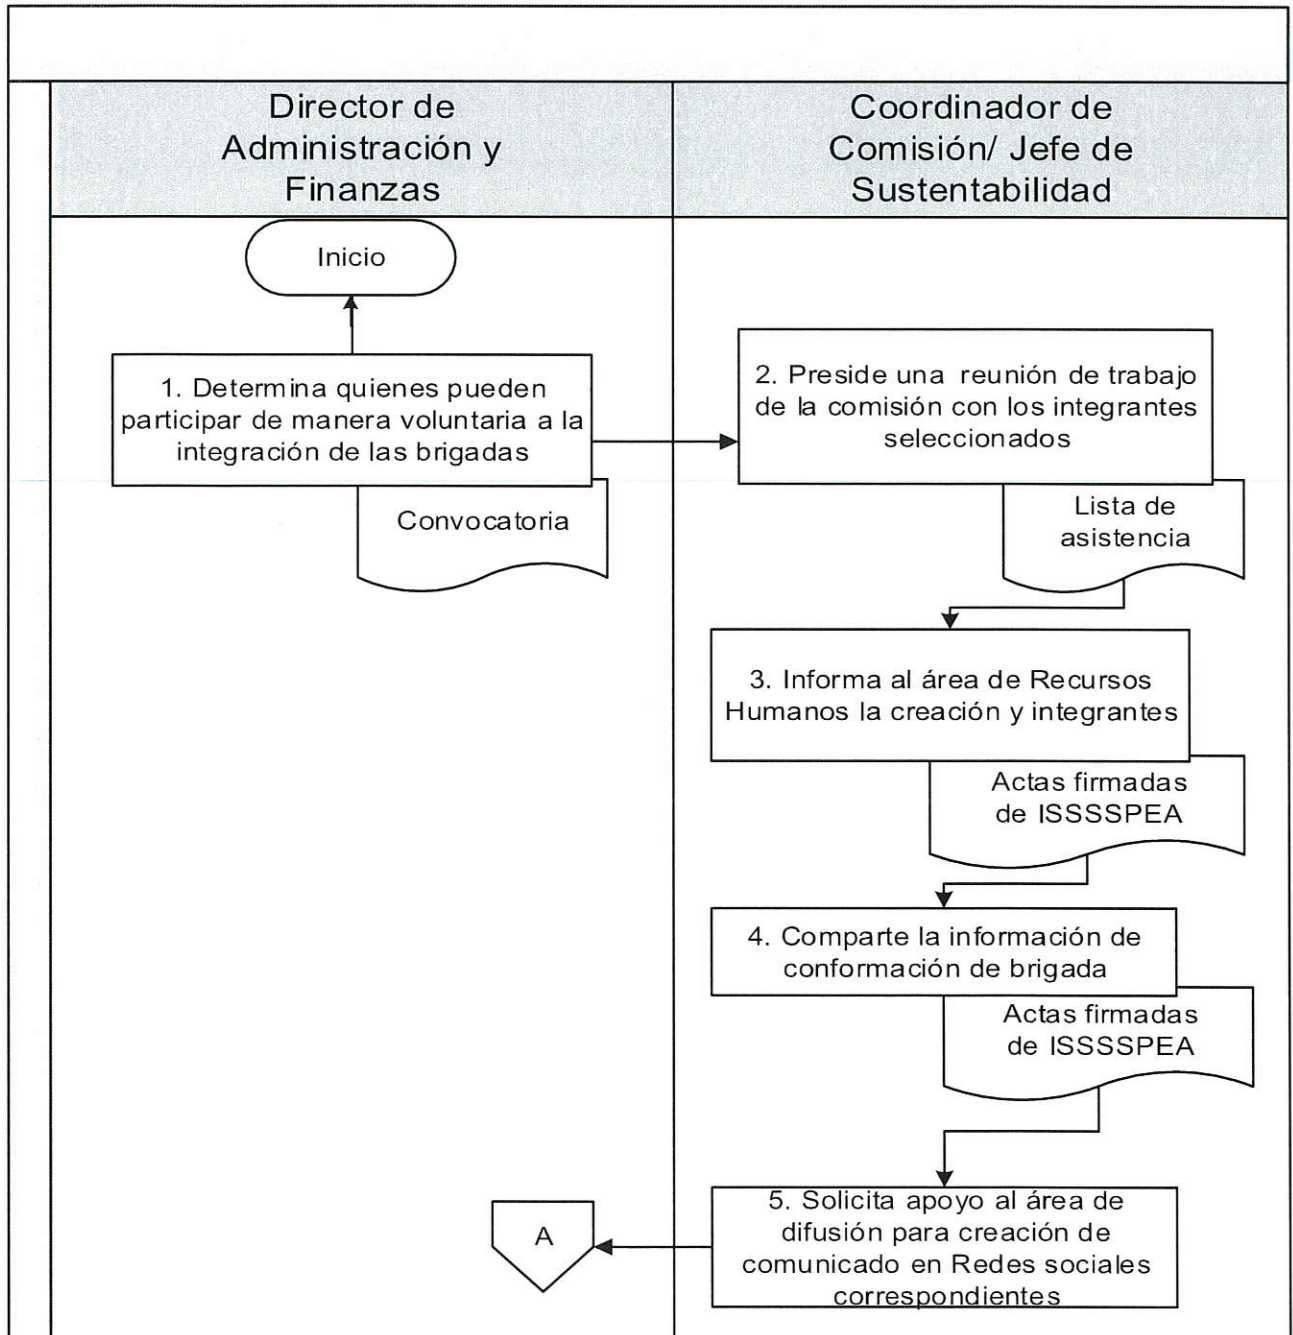 Director de
Administración y
Finanzas
Coordinador de
Comisión/ Jefe de
Sustentabilidad
Inicio
1. Determina quienes pueden
participar de manera voluntaria a la
integración de las brigadas
Convocatoria
2. Preside una reunión de trabajo
de la comisión con los integrantes
seleccionados
Lista de
asistencia
3. Informa al área de Recursos
Humanos la creación y integrantes
Actas firmadas
de ISSSSPEA
4. Comparte la información de
conformación de brigada
Actas firmadas
de ISSSSPEA
5. Solicita apoyo al área de
difusión para creación de
comunicado en Redes sociales
correspondientes
A